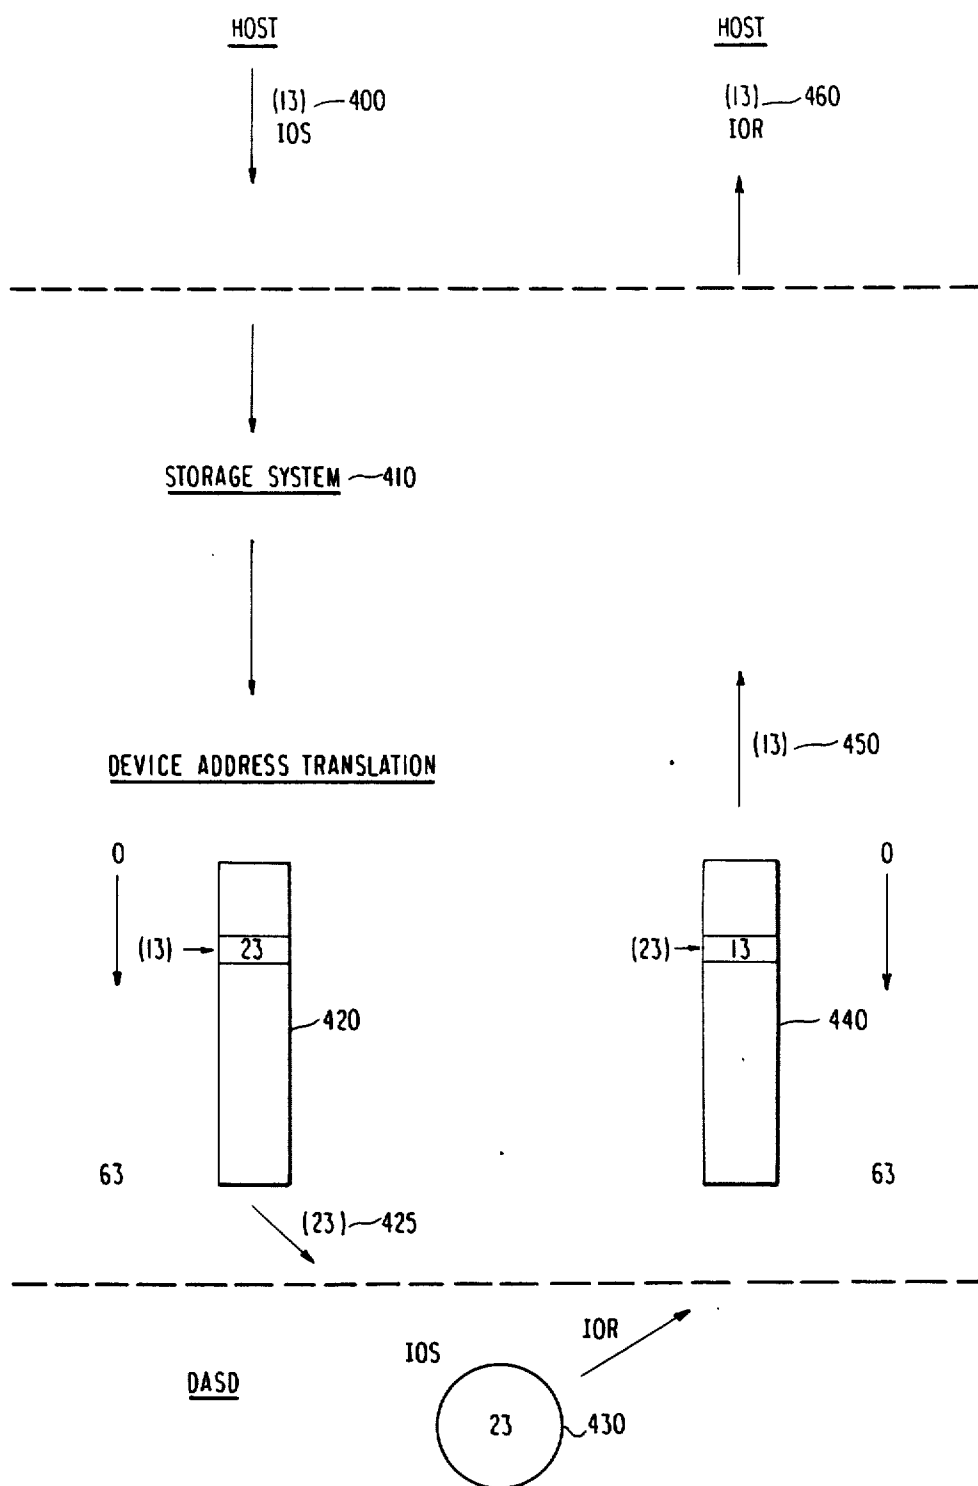 HOST HOST
(13) 400 (13) 460
IOS IOR
STORAGE SYSTEM 410
(13) 450
DEVICE ADDRESS TRANSLATION
0 0
(13) 23 (23) 13
420 440
63 63
(23) 425
IOR
IOS
DASD
23 430